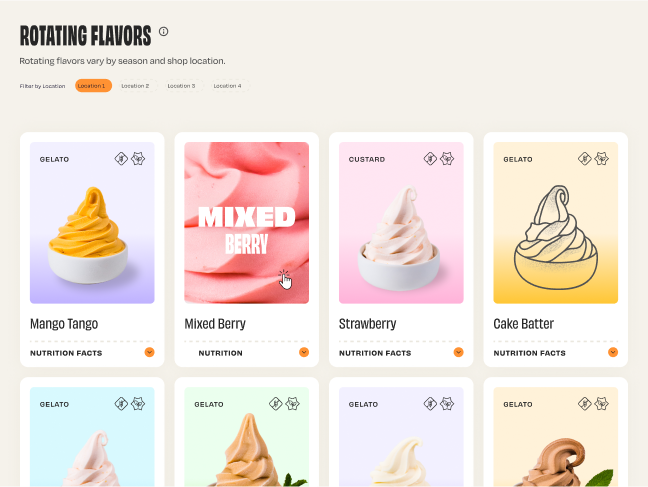 ROTATING FLAVORS
Rotating flavors vary by season and shop location.
Filter by Location
Location 1
Location 2
Location 3
Location 4
GELATO
MIXED
BERRY
CUSTARD
GELATO
Mango Tango
Mixed Berry
Strawberry
Cake Batter
NUTRITION FACTS
NUTRITION
NUTRITION FACTS
NUTRITION FACTS
GELATO
GELATO
GELATO
GELATO